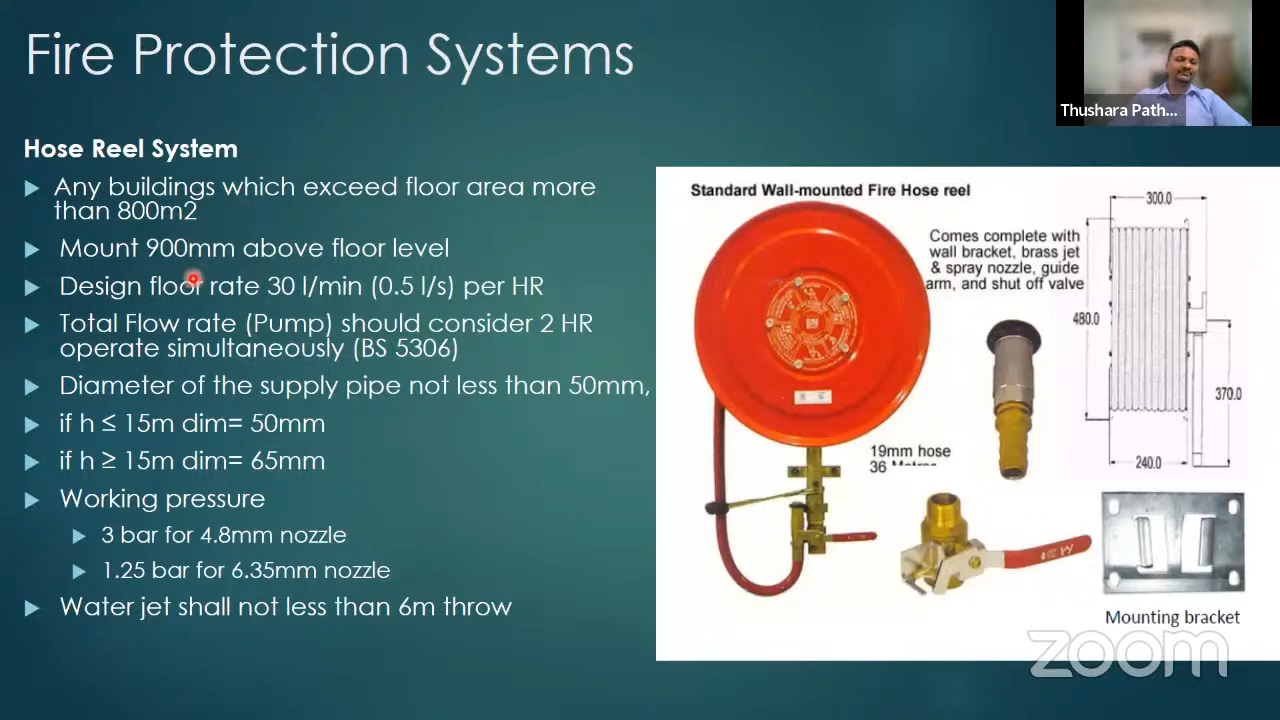 Fire Protection Systems
Thushara Path...
Hose Reel System
Any buildings which exceed floor area more
than 800m2
Mount 900mm above floor level
Design floor rate 30 l/min (0.5 l/s) per HR
Total Flow rate (Pump) should consider 2 HR
operate simultaneously (BS 5306)
Diameter of the supply pipe not less than 50mm,
if h ≤ 15m dim= 50mm
if h ≥ 15m dim= 65mm
Working pressure
3 bar for 4.8mm nozzle
1.25 bar for 6.35mm nozzle
Water jet shall not less than 6m throw
Standard Wall-mounted Fire Hose reel
Comes complete with
wall bracket, brass jet
& spray nozzle, guide
arm, and shut off valve
19mm hose
36 Metres
300.0
480.0
370.0
240.0
Mounting bracket
zoom